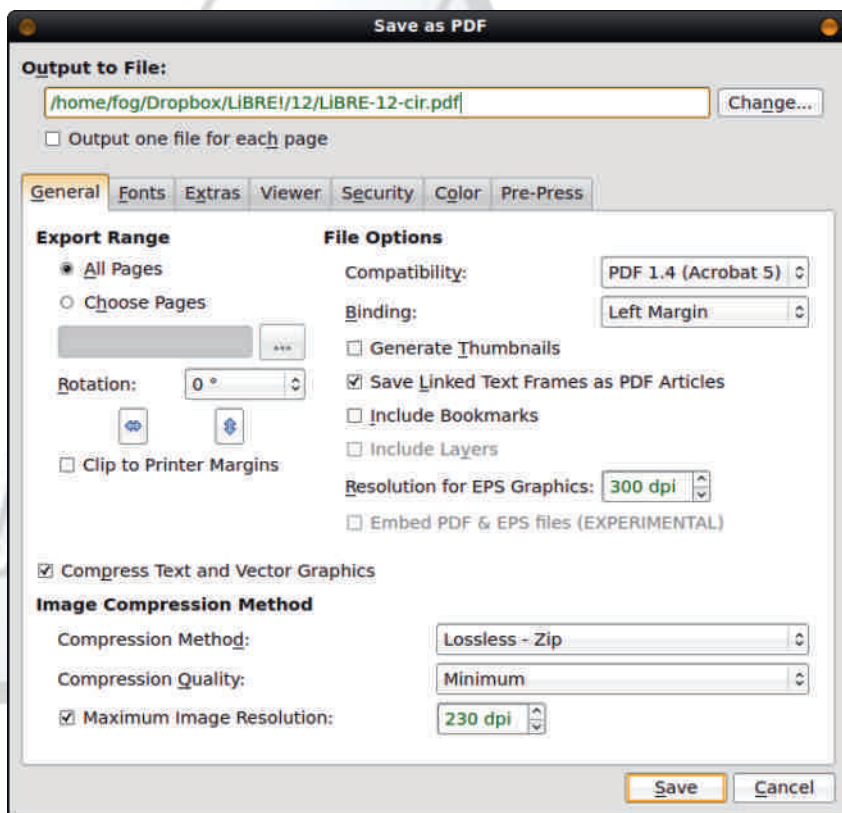 Save as PDF
Output to File:
/home/fog/Dropbox/LiBRE!/12/LiBRE-12-cir.pdf
Change...
Output one file for each page
General Fonts Extras Viewer Security Color Pre-Press
Export Range
All Pages
Choose Pages
...
Rotation: 0 °
Clip to Printer Margins
File Options
Compatibility: PDF 1.4 (Acrobat 5)
Binding: Left Margin
Generate Thumbnails
Save Linked Text Frames as PDF Articles
Include Bookmarks
Include Layers
Resolution for EPS Graphics: 300 dpi
Embed PDF & EPS files (EXPERIMENTAL)
Compress Text and Vector Graphics
Image Compression Method
Compression Method: Lossless - Zip
Compression Quality: Minimum
Maximum Image Resolution: 230 dpi
Save Cancel